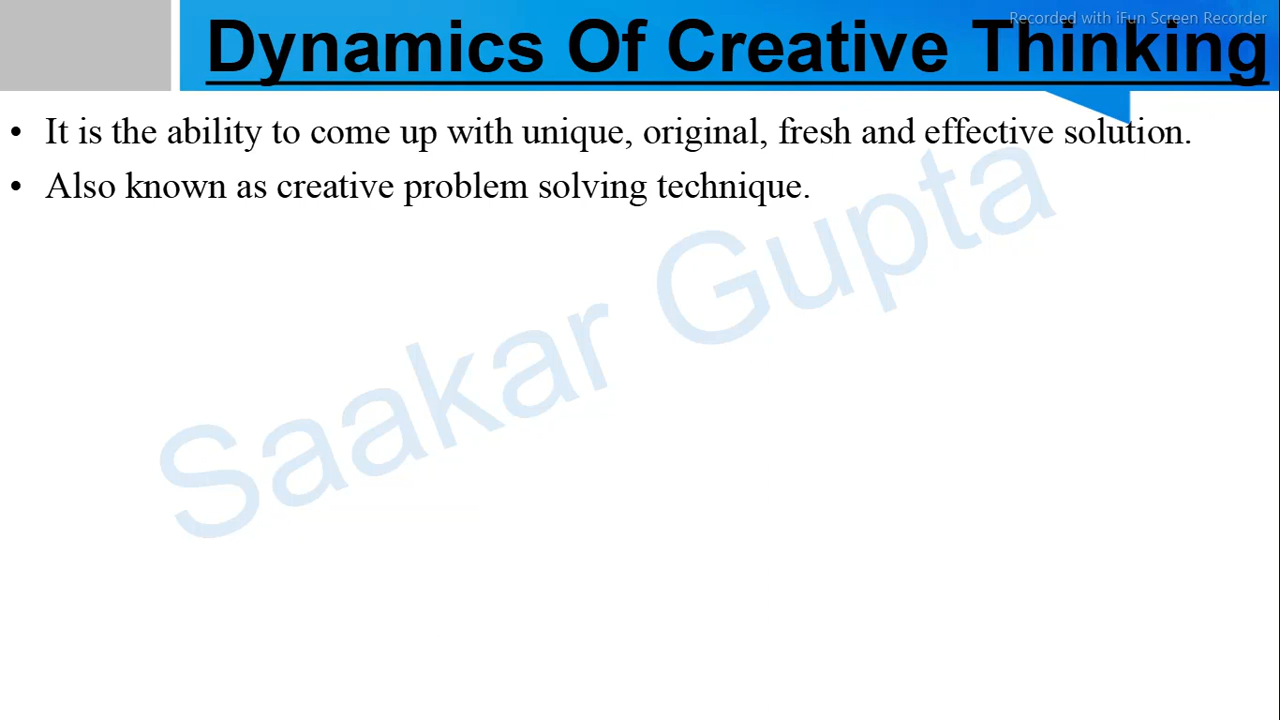 Recorded with iFun Screen Recorder
Dynamics Of Creative Thinking
• It is the ability to come up with unique, original, fresh and effective solution.
• Also known as creative problem solving technique.
Saakar Gupta